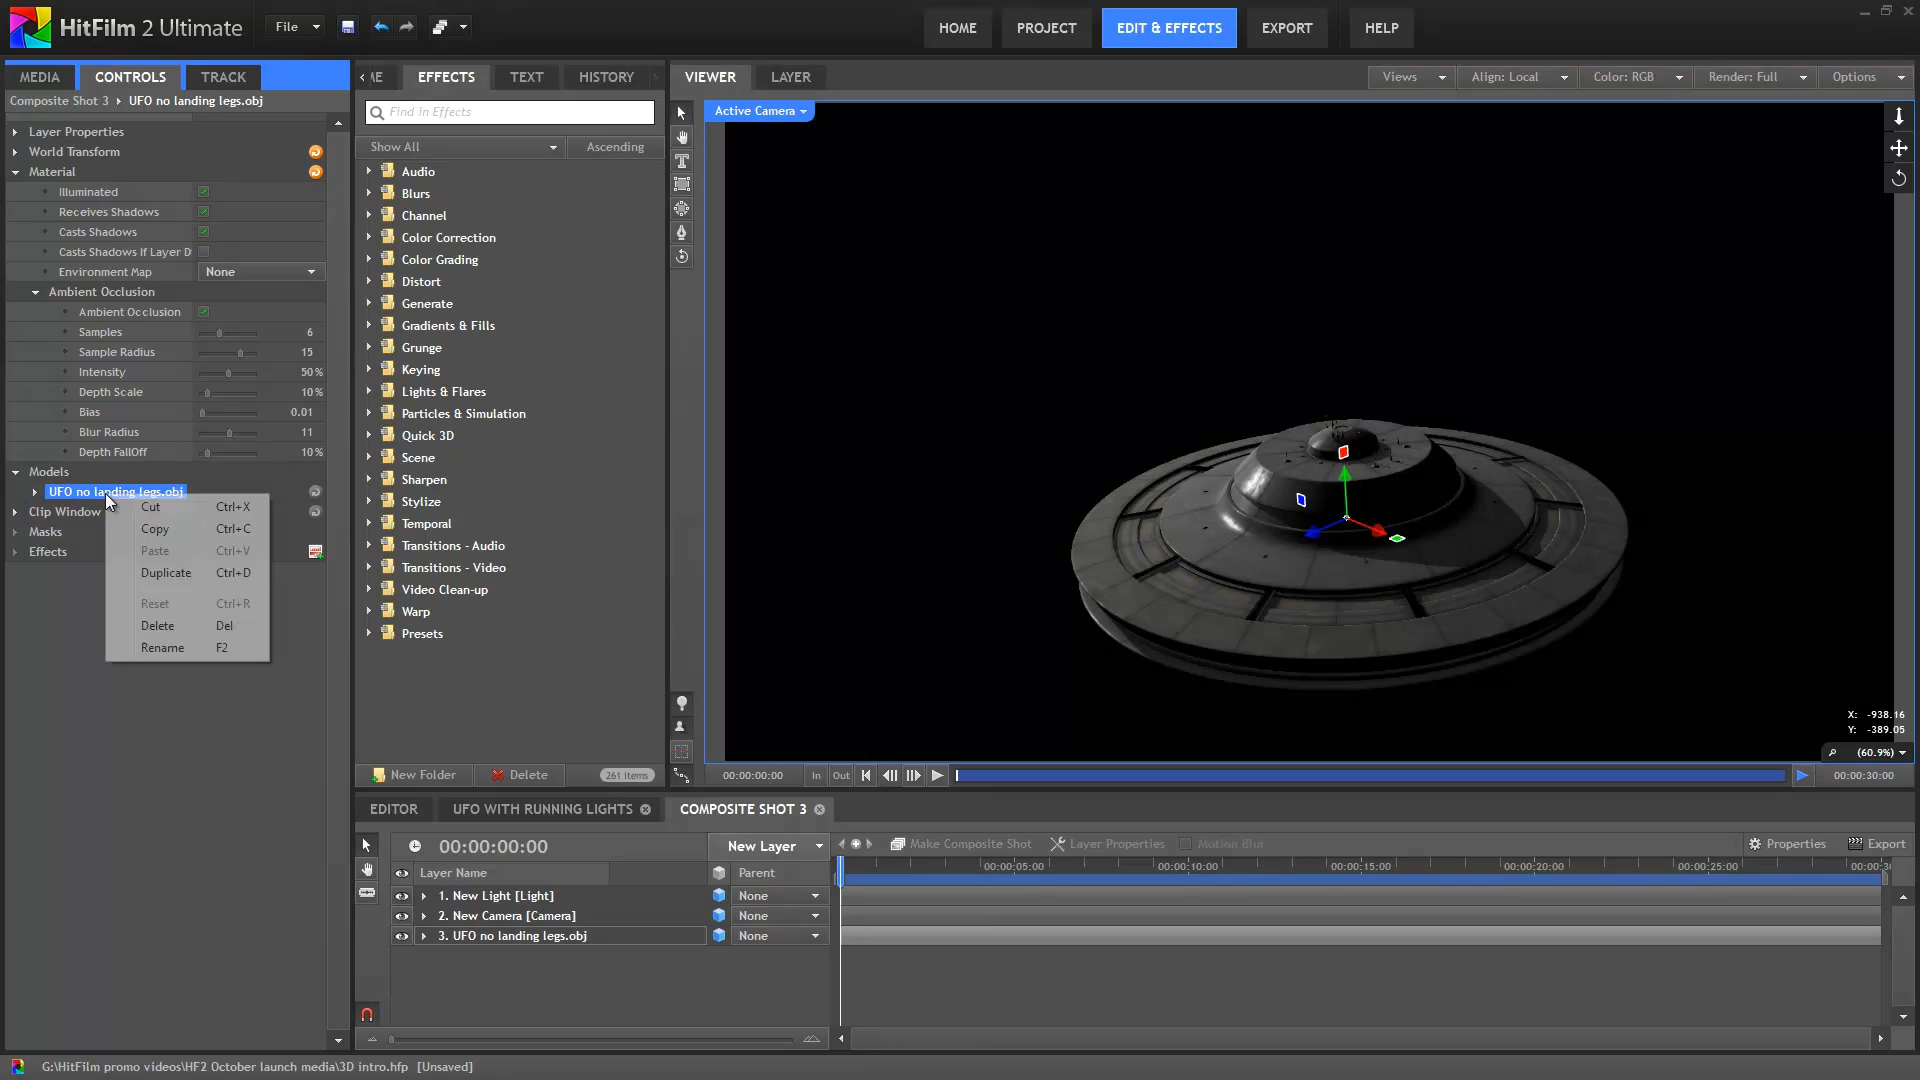 HitFilm 2 Ultimate
File
HOME
PROJECT
EDIT & EFFECTS
EXPORT
HELP
MEDIA
CONTROLS
TRACK
Composite Shot 3 UFO no landing legs.obj
Layer Properties
World Transform
Material
Illuminated
Receives Shadows
Casts Shadows
Casts Shadows If Layer D
Environment Map None
Ambient Occlusion
Ambient Occlusion
Samples 6
Sample Radius 15
Intensity 50%
Depth Scale 10%
Bias 0.01
Blur Radius 11
Depth FallOff 10%
Models
UFO no landing legs.obj
Clip Window
Masks
Effects
Cut Ctrl+X
Copy Ctrl+C
Paste Ctrl+V
Duplicate Ctrl+D
Reset Ctrl+R
Delete Del
Rename F2
ME
EFFECTS
TEXT
HISTORY
Find in Effects
Show All
Ascending
Audio
Blurs
Channel
Color Correction
Color Grading
Distort
Generate
Gradients & Fills
Grunge
Keying
Lights & Flares
Particles & Simulation
Quick 3D
Scene
Sharpen
Stylize
Temporal
Transitions - Audio
Transitions - Video
Video Clean-up
Warp
Presets
New Folder
Delete
261 items
VIEWER
LAYER
Views
Align: Local
Color: RGB
Render: Full
Options
Active Camera
X: -938.16
Y: -389.05
(60.9%)
00:00:00:00
In
Out
00:00:30:00
EDITOR
UFO WITH RUNNING LIGHTS
COMPOSITE SHOT 3
00:00:00:00
New Layer
Make Composite Shot
Layer Properties
Motion Blur
Properties
Export
Layer Name
Parent
00:00:05:00
00:00:10:00
00:00:15:00
00:00:20:00
00:00:25:00
00:00:3
1. New Light [Light] None
2. New Camera [Camera] None
3. UFO no landing legs.obj None
G:\HitFilm promo videos\HF2 October launch media\3D intro.hfp [Unsaved]